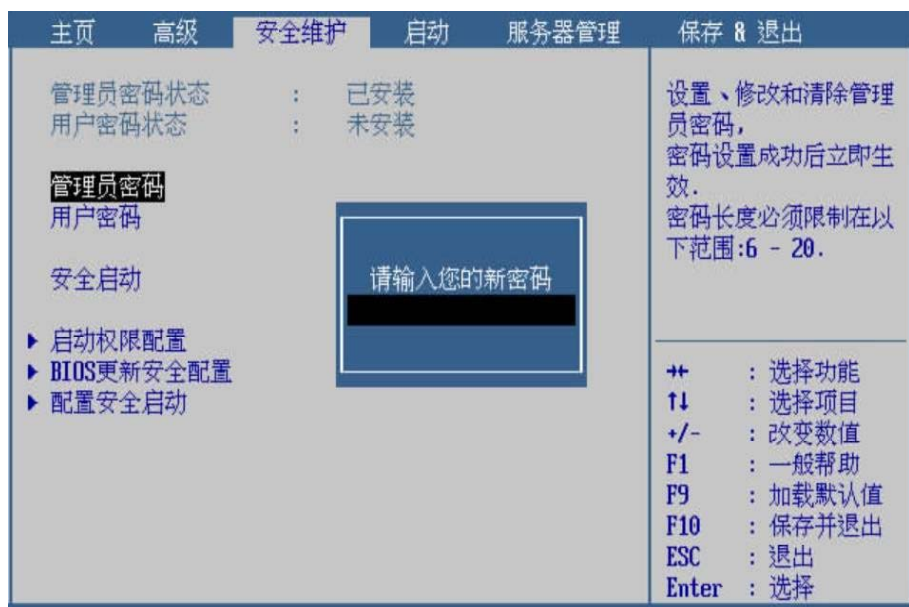 主页 高级 安全维护 启动 服务器管理 保存 & 退出
管理员密码状态 : 已安装
用户密码状态 : 未安装
管理员密码
用户密码
安全启动
启动权限配置
BIOS更新安全配置
配置安全启动
请输入您的新密码
设置、修改和清除管理
员密码,
密码设置成功后立即生
效.
密码长度必须限制在以
下范围:6 - 20.
→← : 选择功能
↑↓ : 选择项目
+/- : 改变数值
F1 : 一般帮助
F9 : 加载默认值
F10 : 保存并退出
ESC : 退出
Enter : 选择